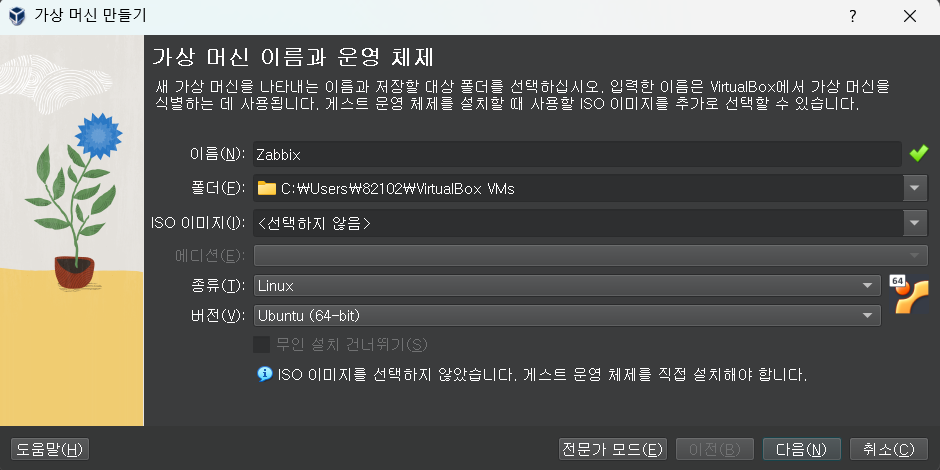 가상 머신 만들기
?
가상 머신 이름과 운영 체제
새 가상 머신을 나타내는 이름과 저장할 대상 폴더를 선택하십시오. 입력한 이름은 VirtualBox에서 가상 머신을
식별하는 데 사용됩니다. 게스트 운영 체제를 설치할 때 사용할 ISO 이미지를 추가로 선택할 수 있습니다.
이름(N): Zabbix
폴더(F): C:₩Users₩82102₩VirtualBox VMs
ISO 이미지(I): <선택하지 않음>
에디션(E):
종류(T): Linux
64
버전(V): Ubuntu (64-bit)
무인 설치 건너뛰기(S)
ISO 이미지를 선택하지 않았습니다. 게스트 운영 체제를 직접 설치해야 합니다.
도움말(H) 전문가 모드(E) 이전(B) 다음(N) 취소(C)